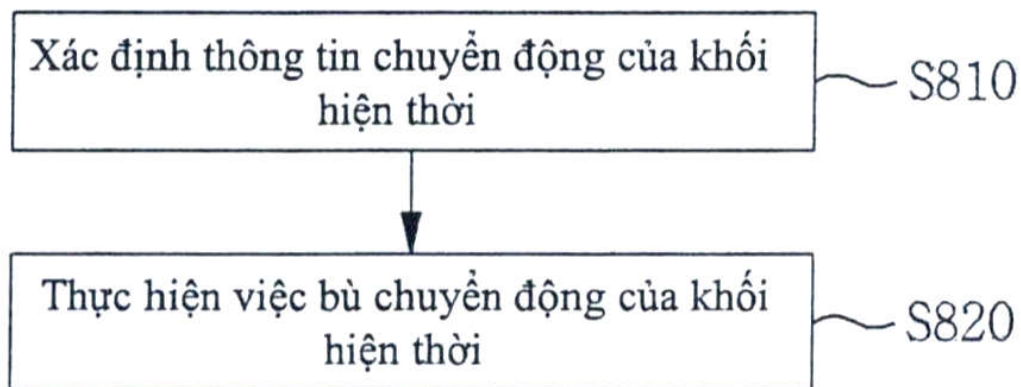 Xác định thông tin chuyển động của khối
hiện thời
S810
Thực hiện việc bù chuyển động của khối
hiện thời
S820